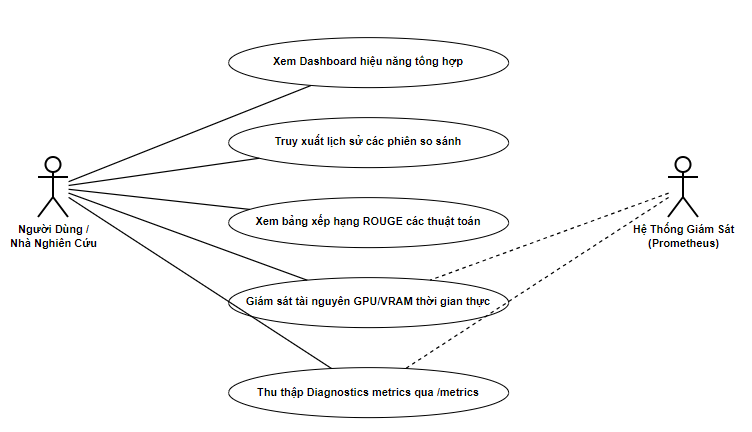 Xem Dashboard hiệu năng tổng hợp
Truy xuất lịch sử các phiên so sánh
Người Dùng /
Nhà Nghiên Cứu
Xem bảng xếp hạng ROUGE các thuật toán
Hệ Thống Giám Sát
(Prometheus)
Giám sát tài nguyên GPU/VRAM thời gian thực
Thu thập Diagnostics metrics qua /metrics